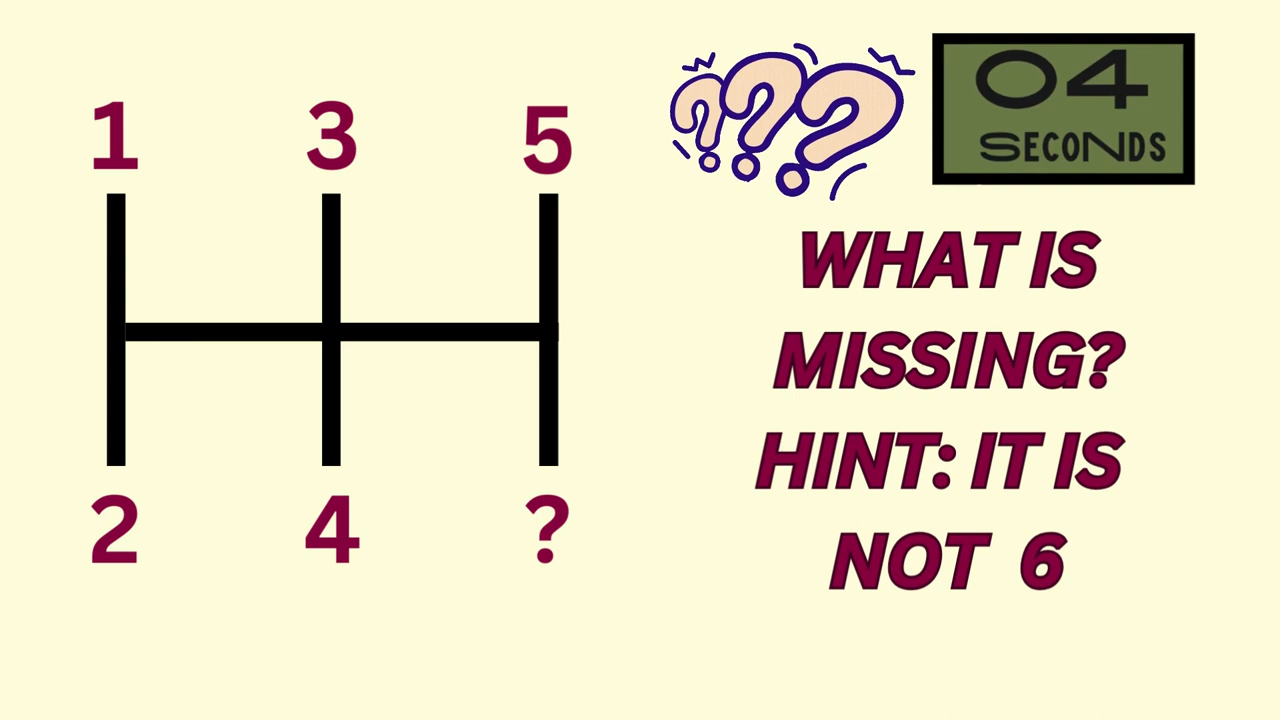 1 3 5
2 4 ?
???
04
SECONDS
WHAT IS
MISSING?
HINT: IT IS
NOT 6